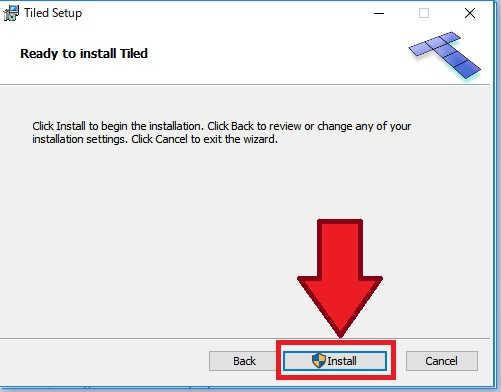 Tiled Setup
Ready to install Tiled
Click Install to begin the installation. Click Back to review or change any of your
installation settings. Click Cancel to exit the wizard.
Back
Install
Cancel